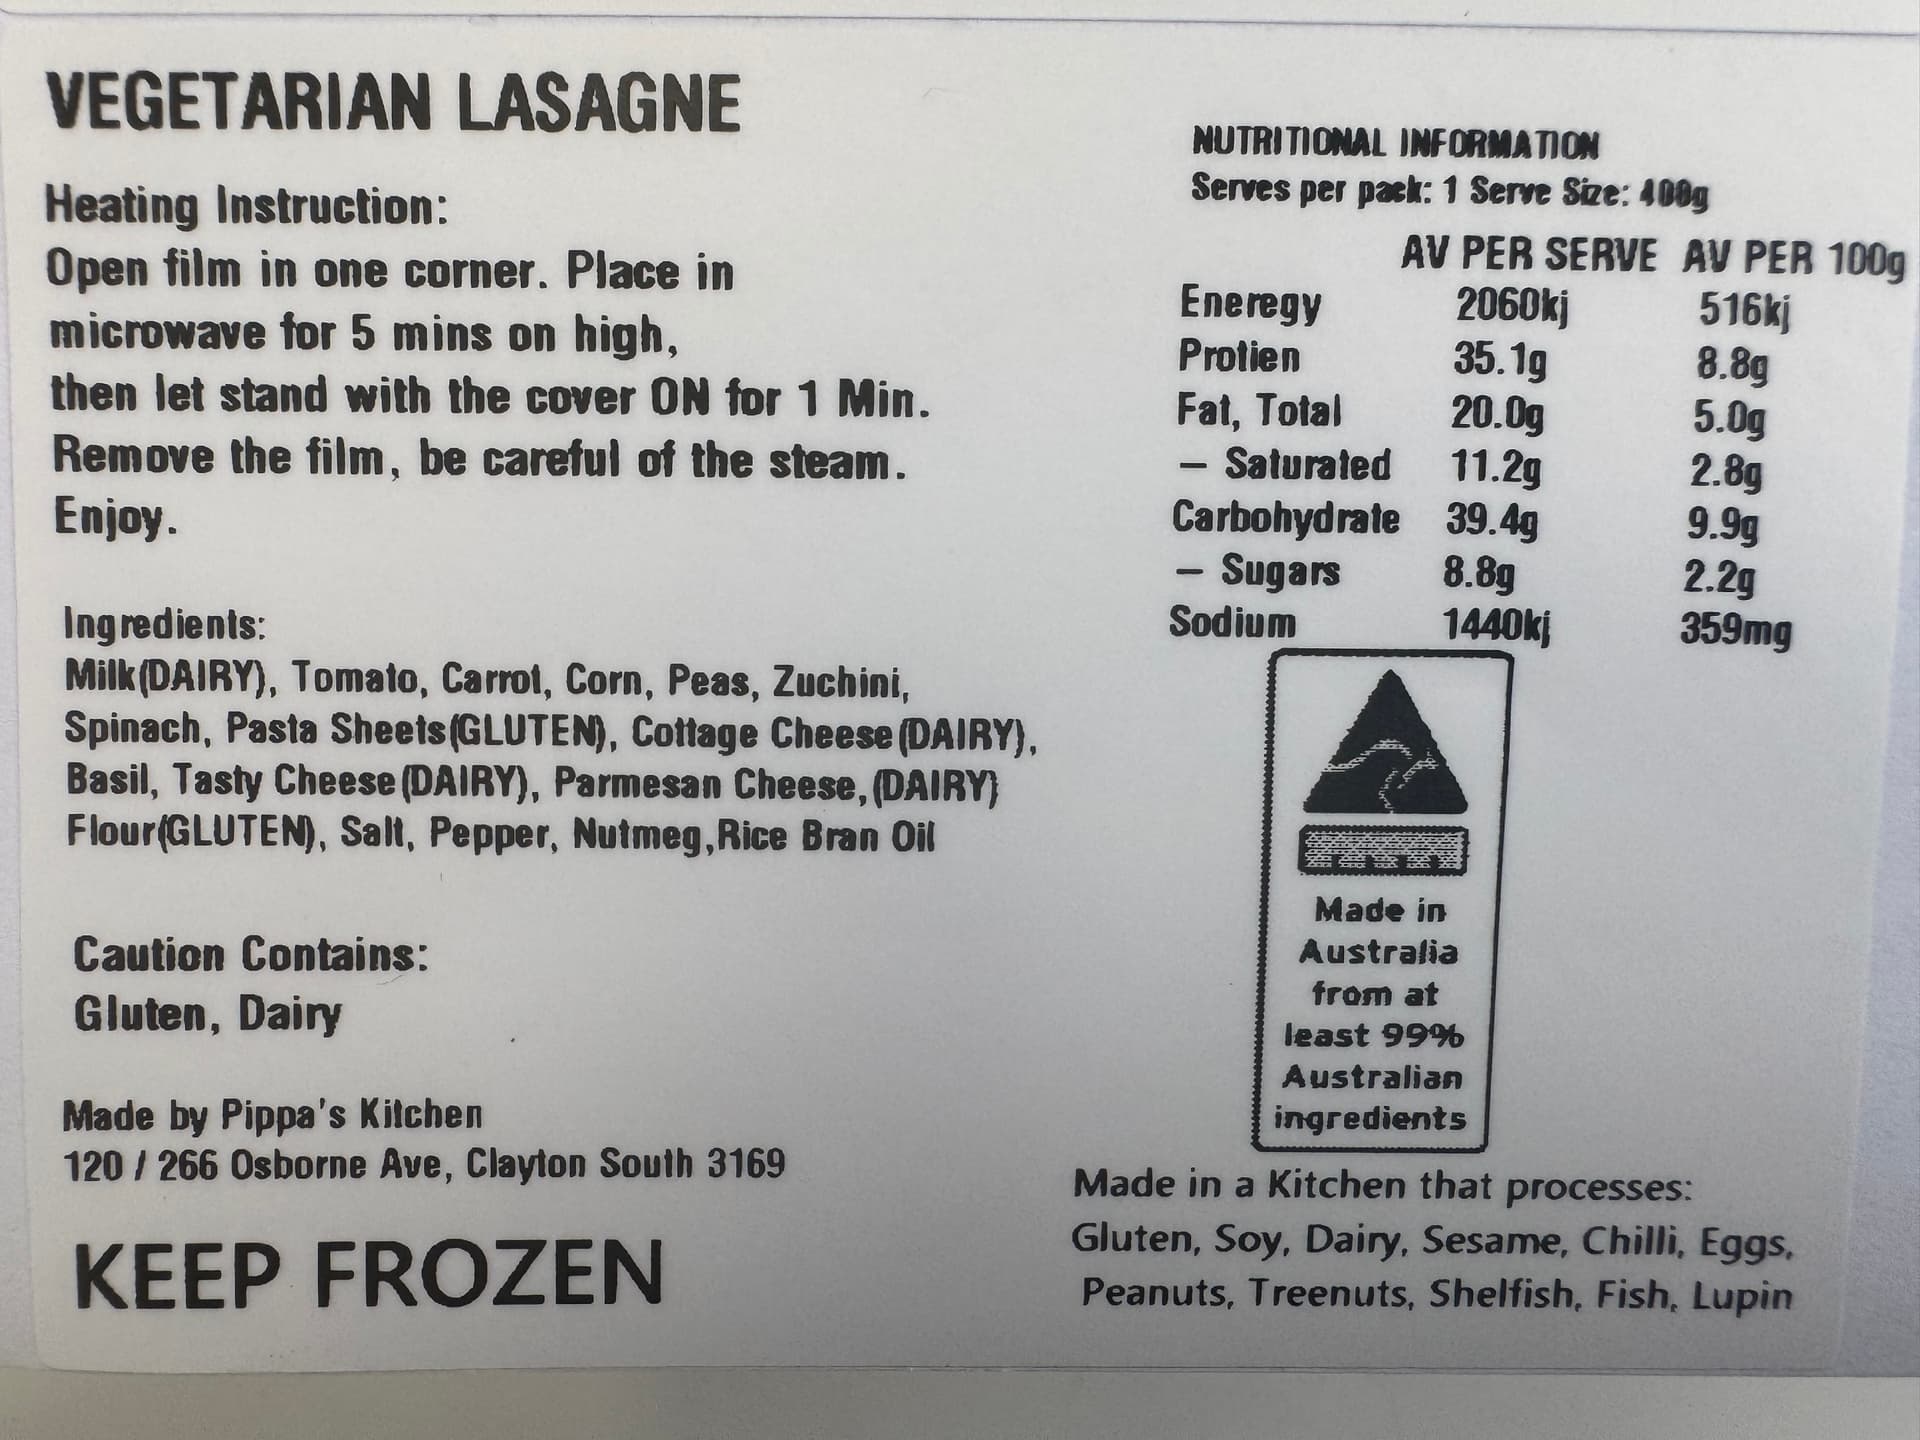 VEGETARIAN LASAGNE
Heating Instruction:
Open film in one corner. Place in
microwave for 5 mins on high,
then let stand with the cover ON for 1 Min.
Remove the film, be careful of the steam.
Enjoy.
Ingredients:
Milk(DAIRY), Tomato, Carrot, Corn, Peas, Zuchini,
Spinach, Pasta Sheets(GLUTEN), Cottage Cheese(DAIRY),
Basil, Tasty Cheese(DAIRY), Parmesan Cheese,(DAIRY)
Flour(GLUTEN), Salt, Pepper, Nutmeg,Rice Bran Oil
Caution Contains:
Gluten, Dairy
Made by Pippa's Kitchen
120 / 266 Osborne Ave, Clayton South 3169
KEEP FROZEN
NUTRITIONAL INFORMATION
Serves per pack: 1 Serve Size: 400g
AV PER SERVE AV PER 100g
Eneregy 2060kj 516kj
Protien 35.1g 8.8g
Fat, Total 20.0g 5.0g
– Saturated 11.2g 2.8g
Carbohydrate 39.4g 9.9g
– Sugars 8.8g 2.2g
Sodium 1440kj 359mg
Made in
Australia
from at
least 99%
Australian
ingredients
Made in a Kitchen that processes:
Gluten, Soy, Dairy, Sesame, Chilli, Eggs,
Peanuts, Treenuts, Shelfish, Fish, Lupin